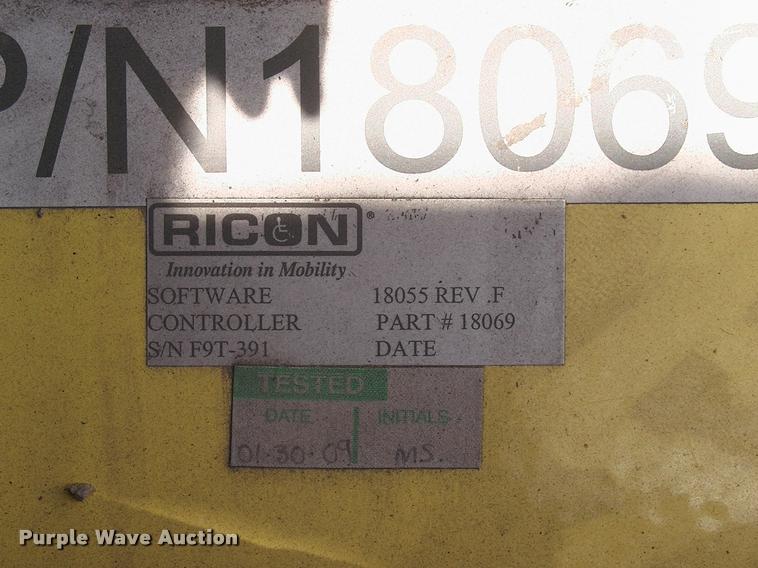 P/N18069
RICON ®
Innovation in Mobility
SOFTWARE 18055 REV .F
CONTROLLER PART # 18069
S/N F9T-391 DATE
TESTED
DATE INITIALS
01-30-09 MS.
Purple Wave Auction